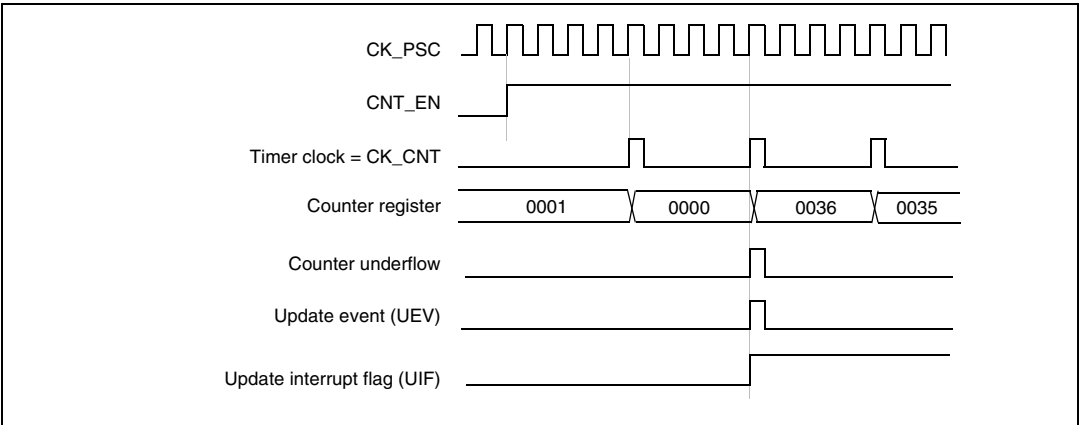 CK_PSC
CNT_EN
Timer clock = CK_CNT
Counter register 0001 0000 0036 0035
Counter underflow
Update event (UEV)
Update interrupt flag (UIF)